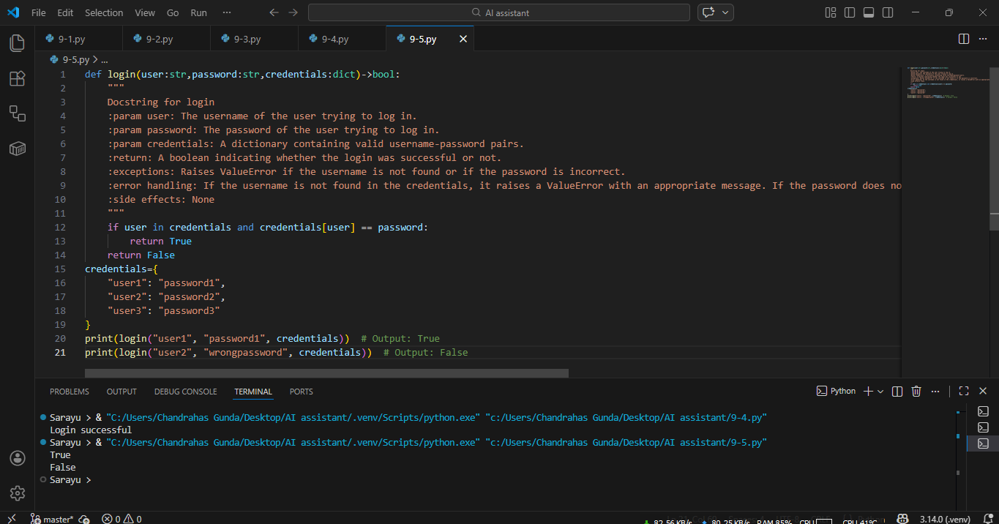 File Edit Selection View Go Run ··· AI assistant
9-1.py 9-2.py 9-3.py 9-4.py 9-5.py
9-5.py > ...
1 def login(user:str,password:str,credentials:dict)->bool:
2 """
3 Docstring for login
4 :param user: The username of the user trying to log in.
5 :param password: The password of the user trying to log in.
6 :param credentials: A dictionary containing valid username-password pairs.
7 :return: A boolean indicating whether the login was successful or not.
8 :exceptions: Raises ValueError if the username is not found or if the password is incorrect.
9 :error handling: If the username is not found in the credentials, it raises a ValueError with an appropriate message. If the password does no
10 :side effects: None
11 """
12 if user in credentials and credentials[user] == password:
13 return True
14 return False
15 credentials={
16 "user1": "password1",
17 "user2": "password2",
18 "user3": "password3"
19 }
20 print(login("user1", "password1", credentials)) # Output: True
21 print(login("user2", "wrongpassword", credentials)) # Output: False
PROBLEMS OUTPUT DEBUG CONSOLE TERMINAL PORTS Python
Sarayu > & "C:/Users/Chandrahas Gunda/Desktop/AI assistant/.venv/Scripts/python.exe" "c:/Users/Chandrahas Gunda/Desktop/AI assistant/9-4.py"
Login successful
Sarayu > & "C:/Users/Chandrahas Gunda/Desktop/AI assistant/.venv/Scripts/python.exe" "c:/Users/Chandrahas Gunda/Desktop/AI assistant/9-5.py"
True
False
Sarayu >
master* 0 0 82.56 KB/s 80.25 KB/s RAM 85% CPU CPU 41°C 3.14.0 (.venv)